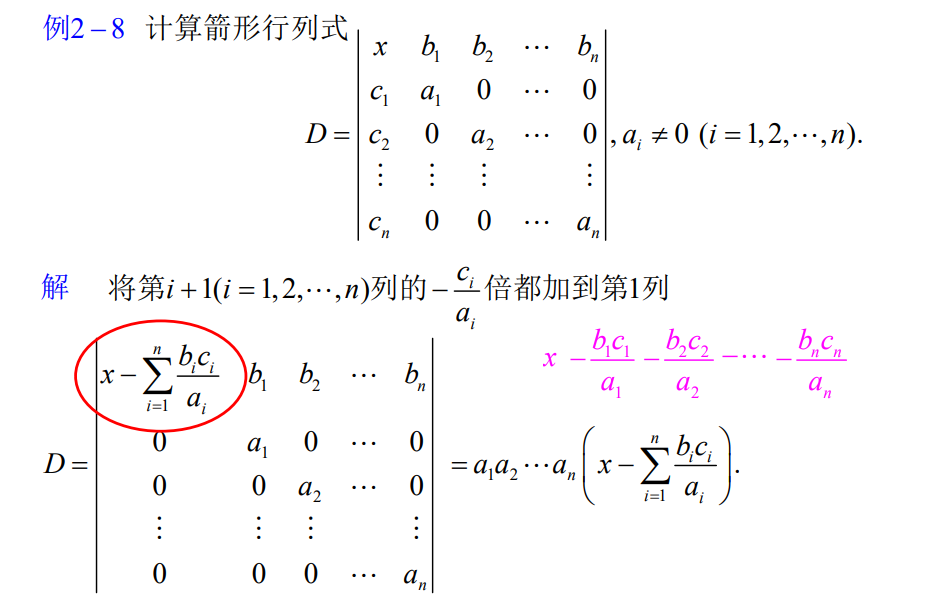 例2－8 计算箭形行列式
D = | x b₁ b₂ ⋯ bₙ |
| c₁ a₁ 0 ⋯ 0 |
| c₂ 0 a₂ ⋯ 0 | , aᵢ ≠ 0 (i = 1,2,⋯,n).
| ⋮ ⋮ ⋮ ⋮ |
| cₙ 0 0 ⋯ aₙ |
解 将第i+1(i = 1,2,⋯,n)列的 −cᵢ/aᵢ 倍都加到第1列
x − b₁c₁/a₁ − b₂c₂/a₂ −⋯− bₙcₙ/aₙ
D = | x − ∑ᵢ₌₁ⁿ bᵢcᵢ/aᵢ b₁ b₂ ⋯ bₙ |
| 0 a₁ 0 ⋯ 0 |
| 0 0 a₂ ⋯ 0 | = a₁a₂⋯aₙ ( x − ∑ᵢ₌₁ⁿ bᵢcᵢ/aᵢ ).
| ⋮ ⋮ ⋮ ⋮ |
| 0 0 0 ⋯ aₙ |